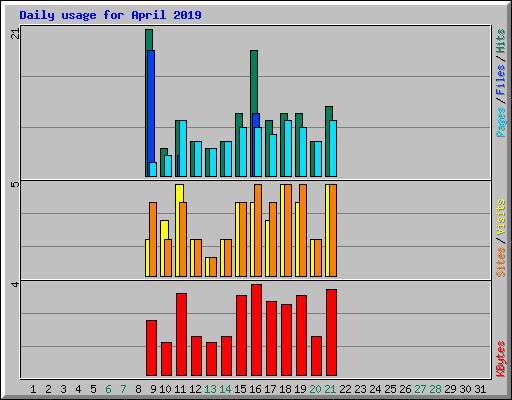 Daily usage for April 2019
21
5
4
Pages / Files / Hits
Sites / Visits
KBytes
1 2 3 4 5 6 7 8 9 10 11 12 13 14 15 16 17 18 19 20 21 22 23 24 25 26 27 28 29 30 31